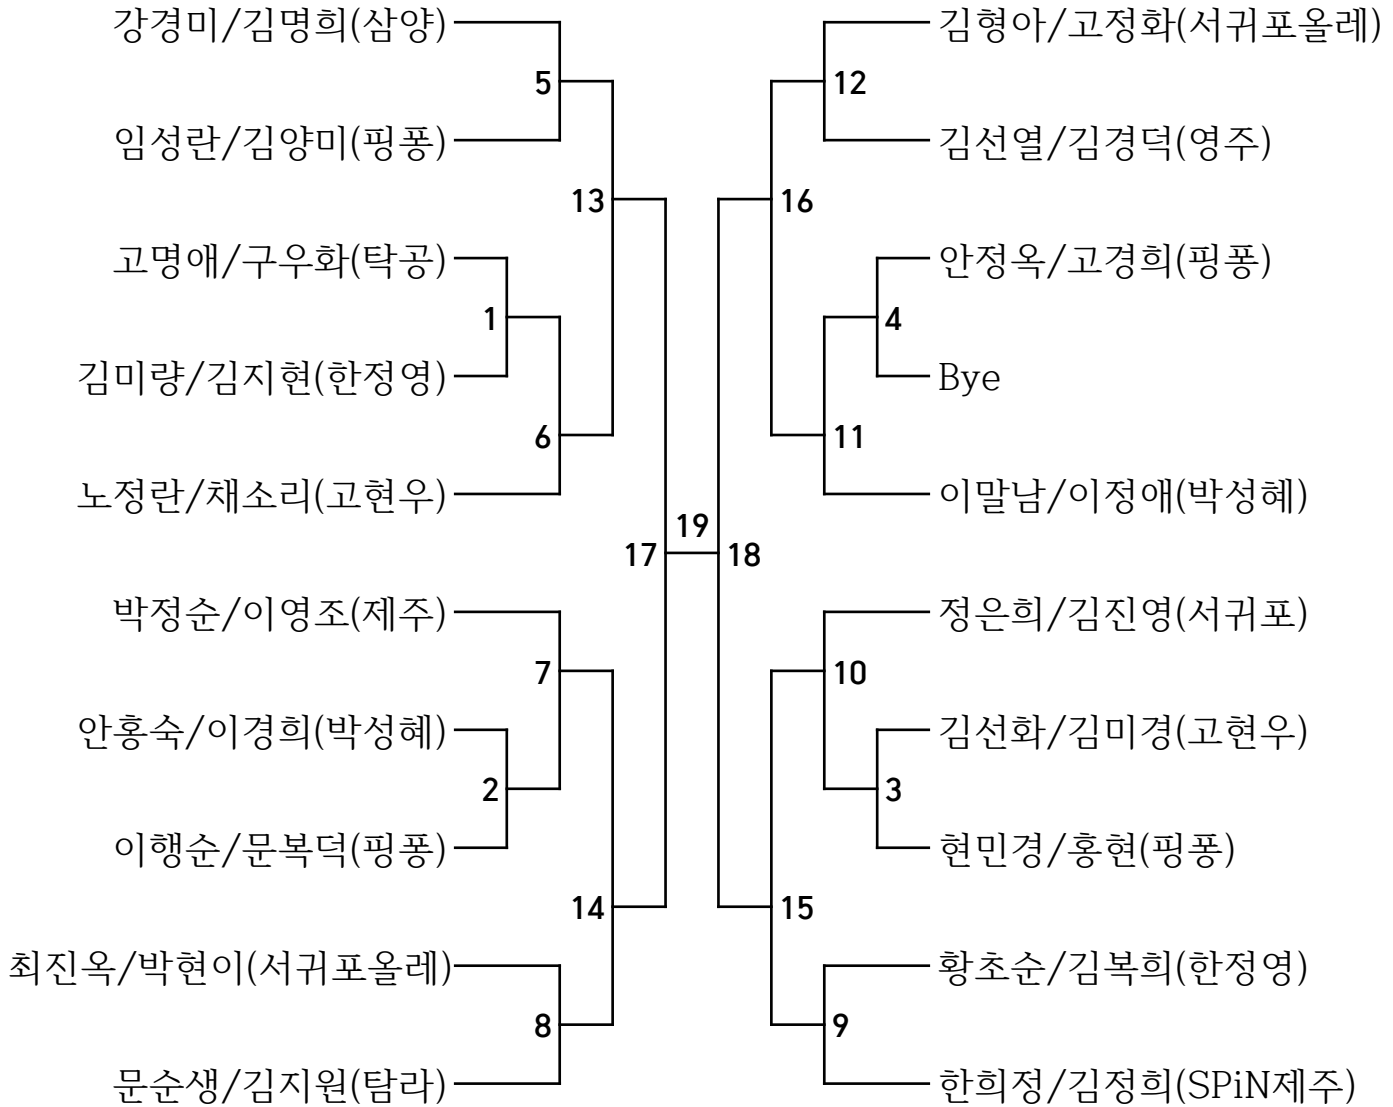 강경미/김명희(삼양)
5
임성란/김양미(핑퐁)
13
고명애/구우화(탁공)
1
김미량/김지현(한정영)
6
노정란/채소리(고현우)
17
박정순/이영조(제주)
7
안홍숙/이경희(박성혜)
2
이행순/문복덕(핑퐁)
14
최진옥/박현이(서귀포올레)
8
문순생/김지원(탐라)
19
김형아/고정화(서귀포올레)
12
김선열/김경덕(영주)
16
안정옥/고경희(핑퐁)
4
Bye
11
이말남/이정애(박성혜)
18
정은희/김진영(서귀포)
10
김선화/김미경(고현우)
3
현민경/홍현(핑퐁)
15
황초순/김복희(한정영)
9
한희정/김정희(SPiN제주)